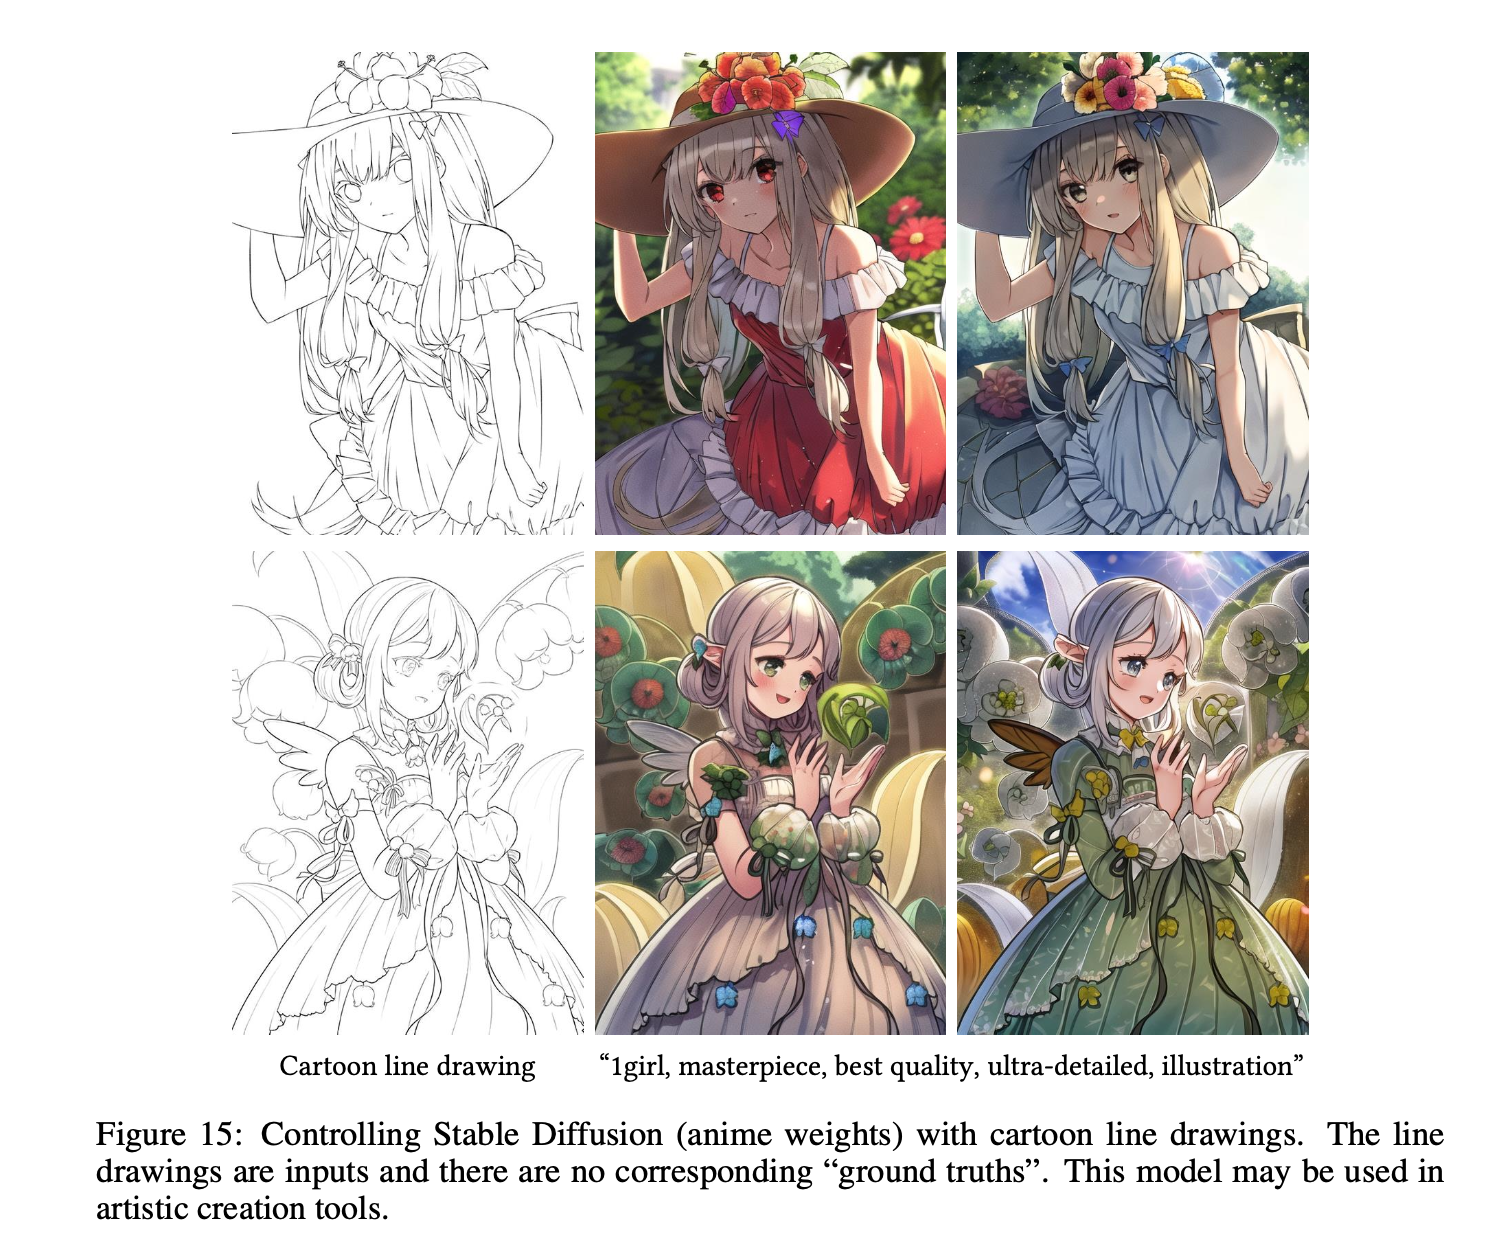 Cartoon line drawing
“1girl, masterpiece, best quality, ultra-detailed, illustration”
Figure 15: Controlling Stable Diffusion (anime weights) with cartoon line drawings. The line
drawings are inputs and there are no corresponding “ground truths”. This model may be used in
artistic creation tools.